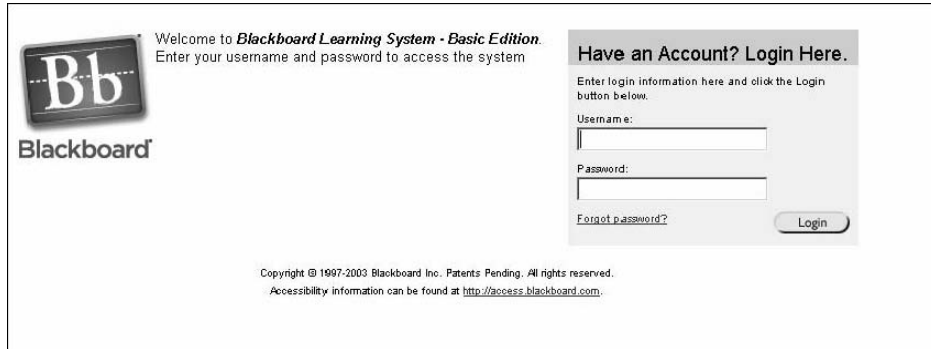 Bb
Blackboard
Welcome to Blackboard Learning System - Basic Edition.
Enter your username and password to access the system
Have an Account? Login Here.
Enter login information here and click the Login
button below.
Username:
Password:
Forgot password?
Login
Copyright © 1997-2003 Blackboard Inc. Patents Pending. All rights reserved.
Accessibility information can be found at http://access.blackboard.com.